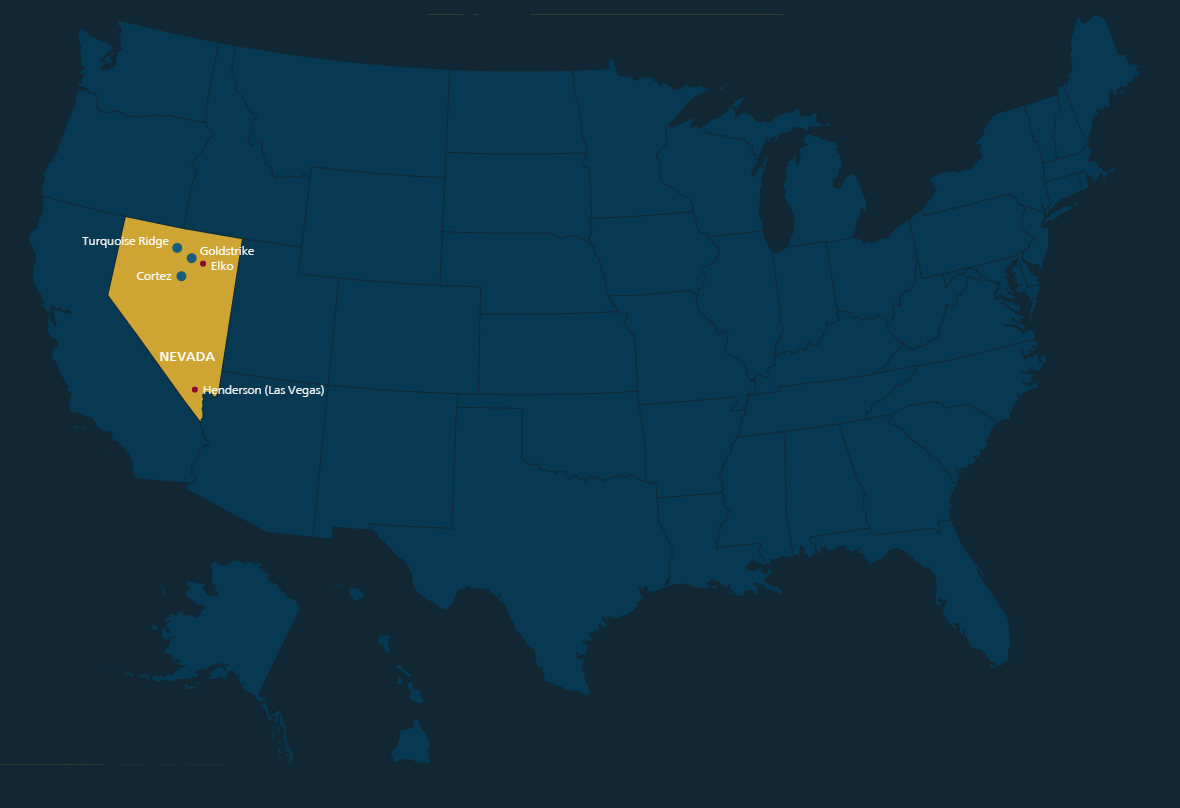 Turquoise Ridge
Goldstrike
Elko
Cortez
NEVADA
Henderson (Las Vegas)